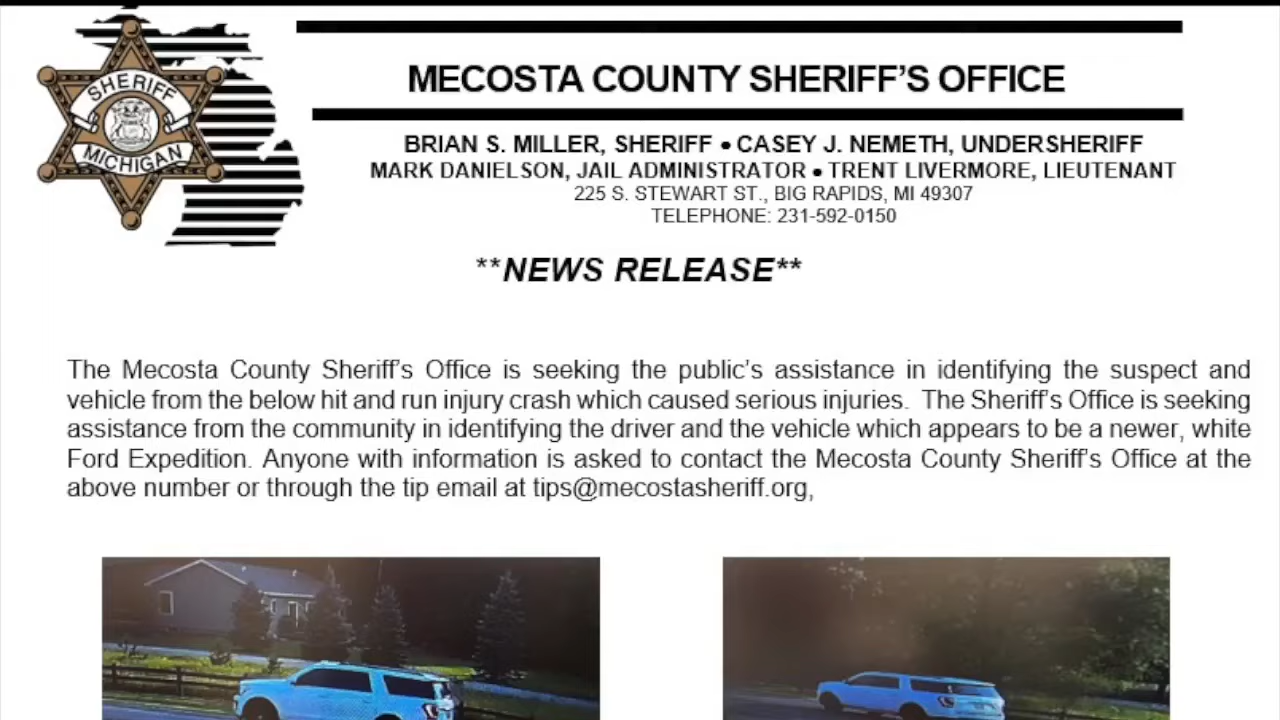 SHERIFF
MICHIGAN
MECOSTA COUNTY SHERIFF'S OFFICE
BRIAN S. MILLER, SHERIFF • CASEY J. NEMETH, UNDERSHERIFF
MARK DANIELSON, JAIL ADMINISTRATOR • TRENT LIVERMORE, LIEUTENANT
225 S. STEWART ST., BIG RAPIDS, MI 49307
TELEPHONE: 231-592-0150
**NEWS RELEASE**
The Mecosta County Sheriff's Office is seeking the public's assistance in identifying the suspect and
vehicle from the below hit and run injury crash which caused serious injuries. The Sheriff's Office is seeking
assistance from the community in identifying the driver and the vehicle which appears to be a newer, white
Ford Expedition. Anyone with information is asked to contact the Mecosta County Sheriff's Office at the
above number or through the tip email at tips@mecostasheriff.org,